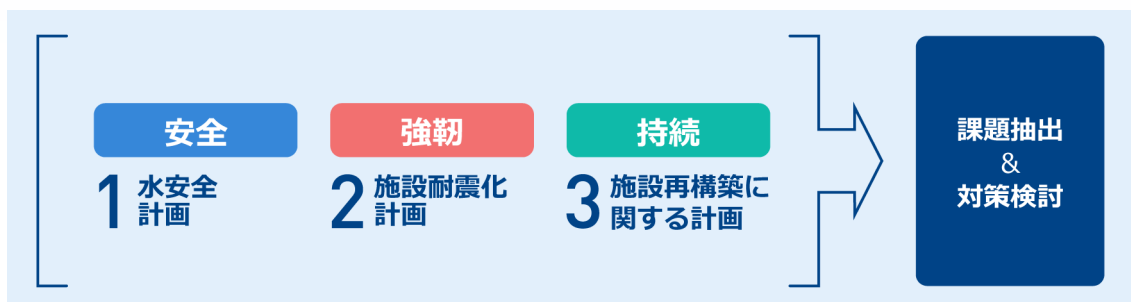 安全
1 水安全
計画
強靭
2 施設耐震化
計画
持続
3 施設再構築に
関する計画
課題抽出
&
対策検討